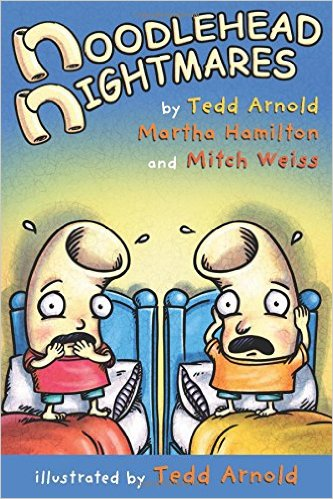 NOODLEHEAD
NIGHTMARES
by Tedd Arnold
Martha Hamilton
and Mitch Weiss
illustrated by Tedd Arnold